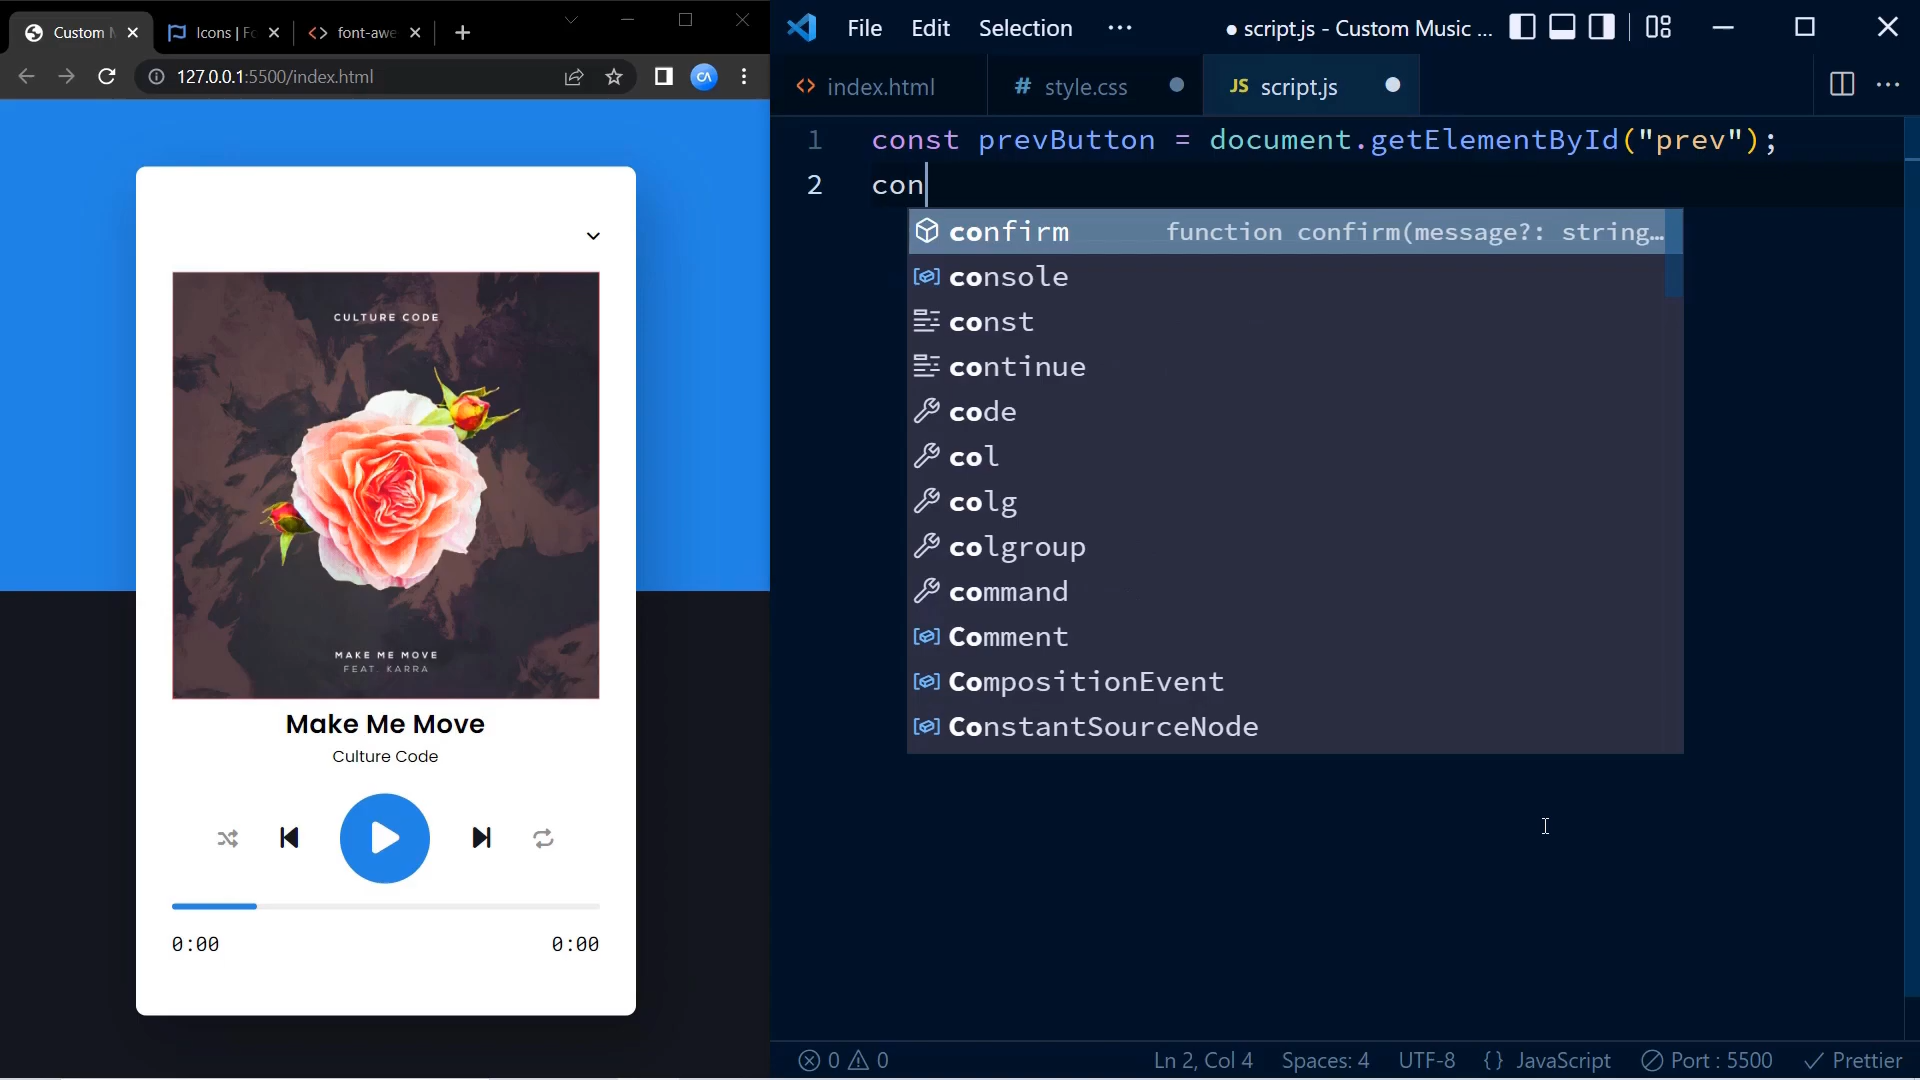 Custom M
Icons | Fo
font-awe
127.0.0.1:5500/index.html
CA
CULTURE CODE
MAKE ME MOVE
FEAT. KARRA
Make Me Move
Culture Code
0:00
0:00
File Edit Selection ···
● script.js - Custom Music ...
<> index.html
# style.css
JS script.js
1 const prevButton = document.getElementById("prev");
2 con
confirm function confirm(message?: string…
console
const
continue
code
col
colg
colgroup
command
Comment
CompositionEvent
ConstantSourceNode
0 0
Ln 2, Col 4 Spaces: 4 UTF-8 {} JavaScript Port : 5500 Prettier